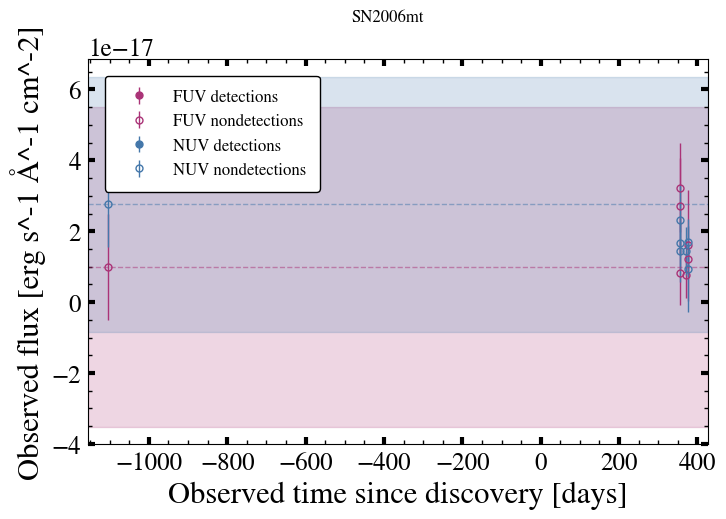 SN2006mt
1e−17
FUV detections
FUV nondetections
NUV detections
NUV nondetections
6
4
2
0
−2
−4
Observed flux [erg s^-1 Å^-1 cm^-2]
−1000 −800 −600 −400 −200 0 200 400
Observed time since discovery [days]